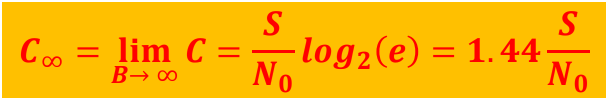 C∞ = lim B→∞ C = S/N₀ log₂(e) = 1.44 S/N₀